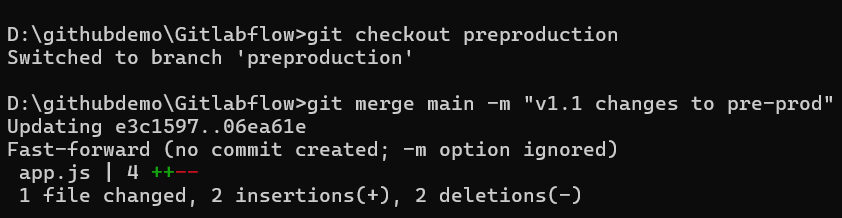 D:\githubdemo\Gitlabflow>git checkout preproduction
Switched to branch 'preproduction'
D:\githubdemo\Gitlabflow>git merge main -m "v1.1 changes to pre-prod"
Updating e3c1597..06ea61e
Fast-forward (no commit created; -m option ignored)
 app.js | 4 ++--
 1 file changed, 2 insertions(+), 2 deletions(-)